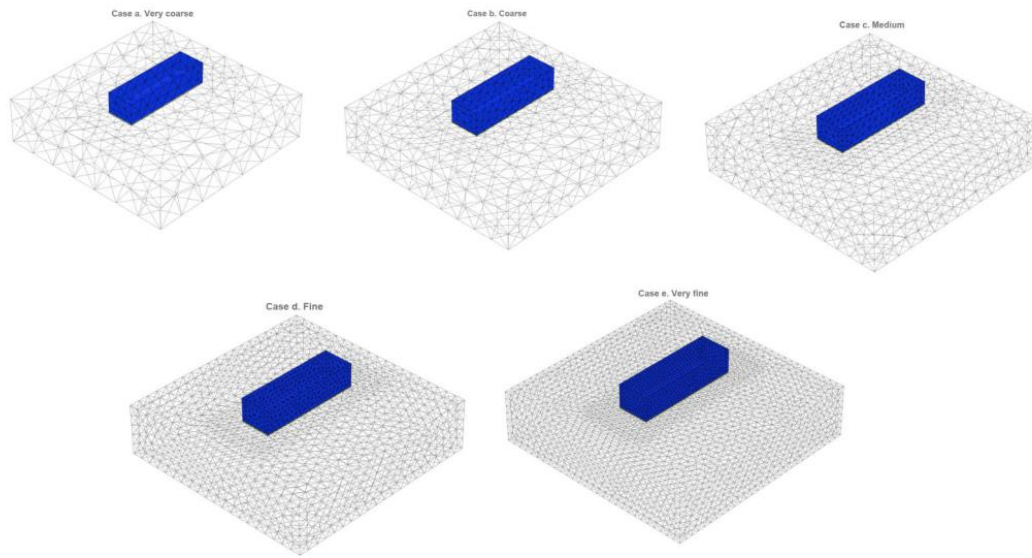 Case a. Very coarse
Case b. Coarse
Case c. Medium
Case d. Fine
Case e. Very fine